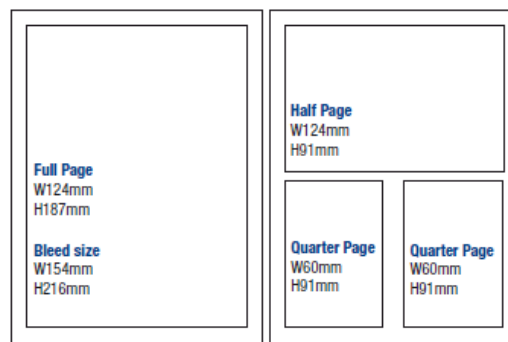 Full Page
W124mm
H187mm
Bleed size
W154mm
H216mm
Half Page
W124mm
H91mm
Quarter Page
W60mm
H91mm
Quarter Page
W60mm
H91mm